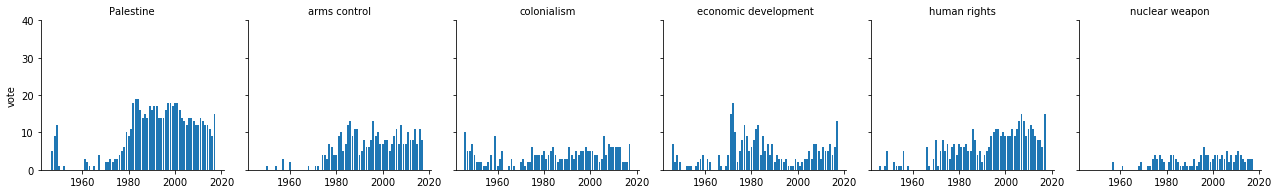 Palestine
arms control
colonialism
economic development
human rights
nuclear weapon
vote
40
30
20
10
0
1960 1980 2000 2020
1960 1980 2000 2020
1960 1980 2000 2020
1960 1980 2000 2020
1960 1980 2000 2020
1960 1980 2000 2020